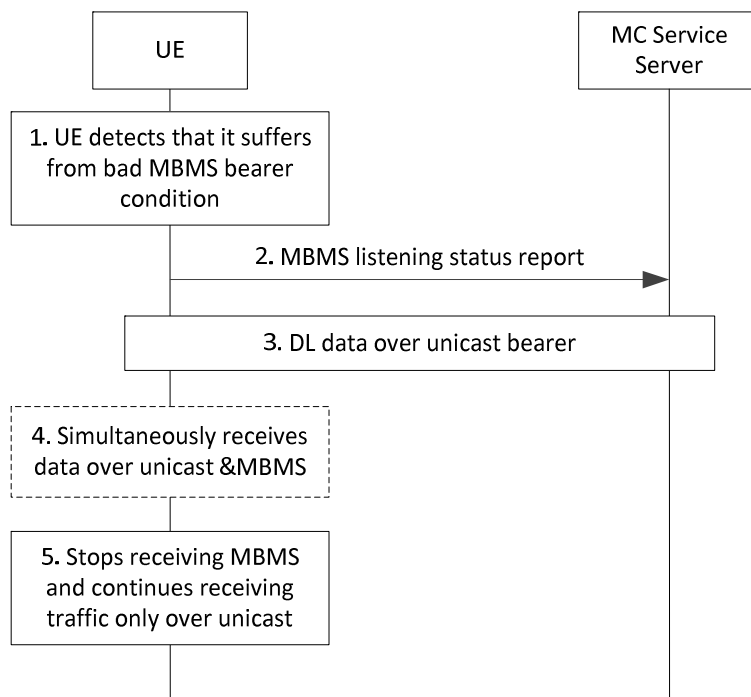 UE
MC Service
Server
1. UE detects that it suffers
from bad MBMS bearer
condition
2. MBMS listening status report
3. DL data over unicast bearer
4. Simultaneously receives
data over unicast &MBMS
5. Stops receiving MBMS
and continues receiving
traffic only over unicast